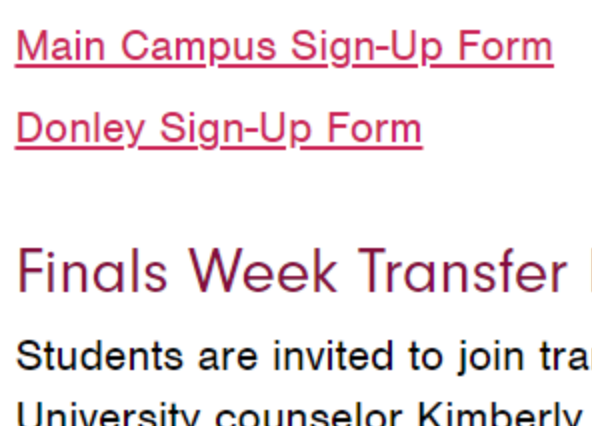 Main Campus Sign-Up Form
Donley Sign-Up Form
Finals Week Transfer
Students are invited to join
University counselor Kimberly